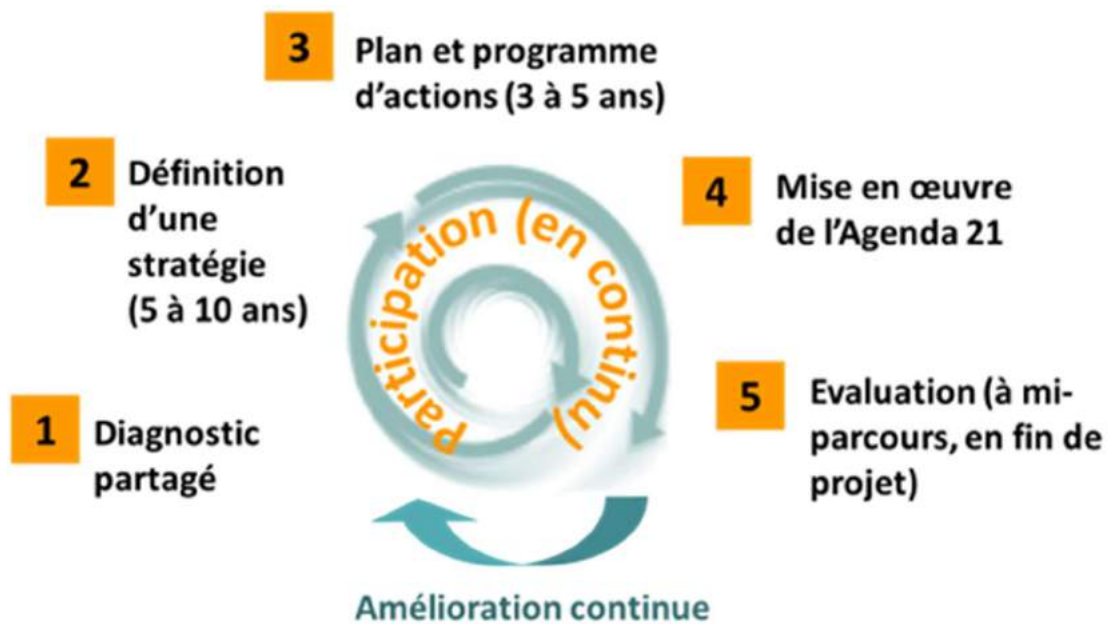 3
Plan et programme
d'actions (3 à 5 ans)
2
Définition
d'une
stratégie
(5 à 10 ans)
4
Mise en œuvre
de l'Agenda 21
Participation (en continu)
1
Diagnostic
partagé
5
Evaluation (à mi-
parcours, en fin de
projet)
Amélioration continue